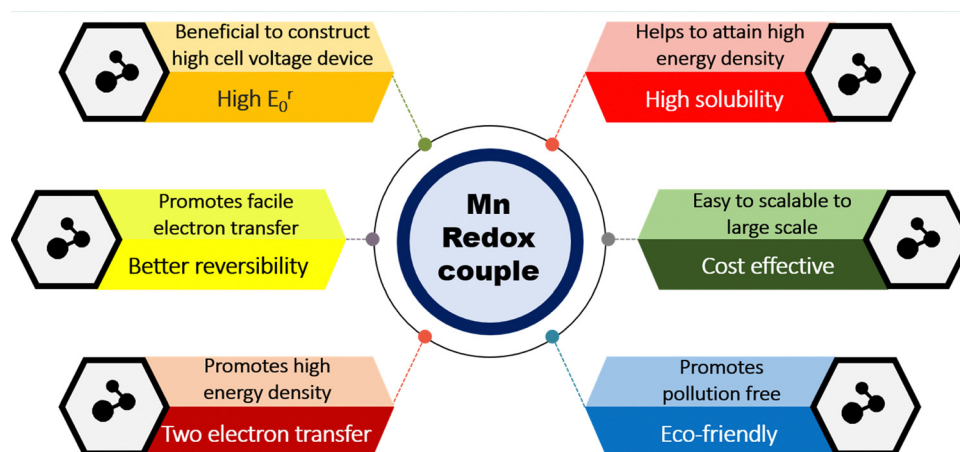 Beneficial to construct
high cell voltage device
High E₀ʳ
Helps to attain high
energy density
High solubility
Promotes facile
electron transfer
Better reversibility
Mn
Redox
couple
Easy to scalable to
large scale
Cost effective
Promotes high
energy density
Two electron transfer
Promotes
pollution free
Eco-friendly